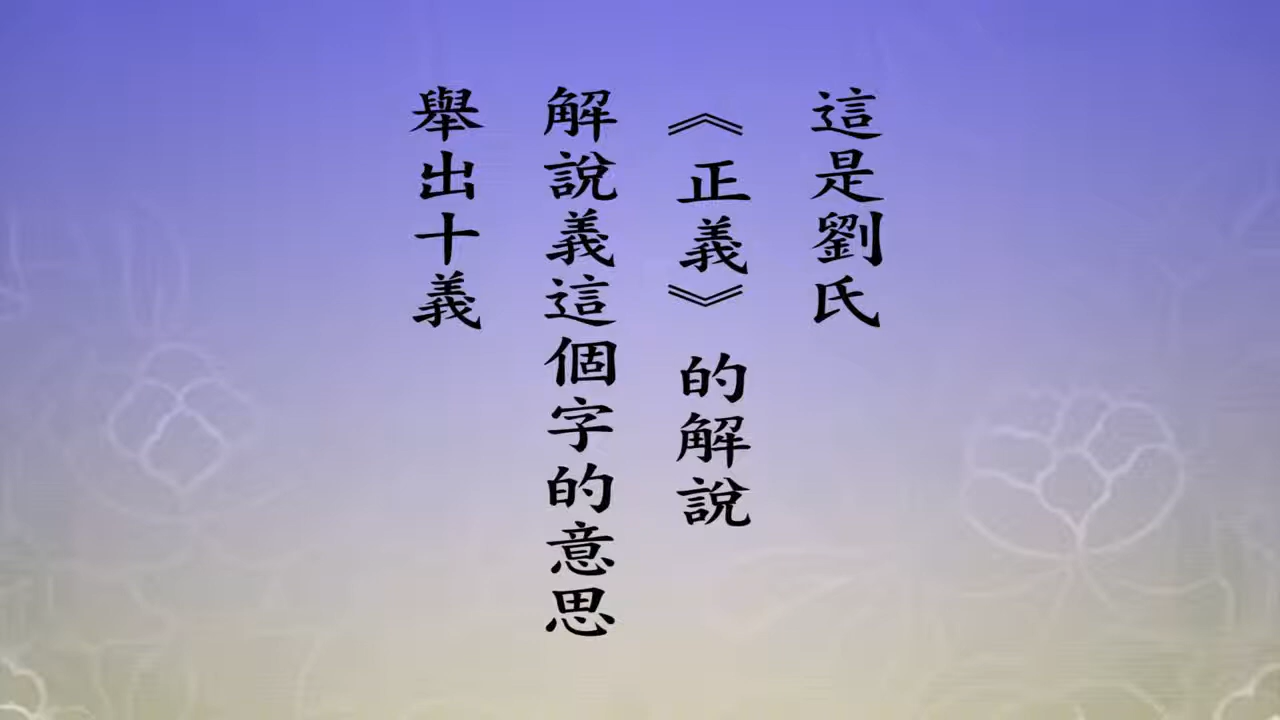 這是劉氏
《正義》的解說
解說義這個字的意思
舉出十義